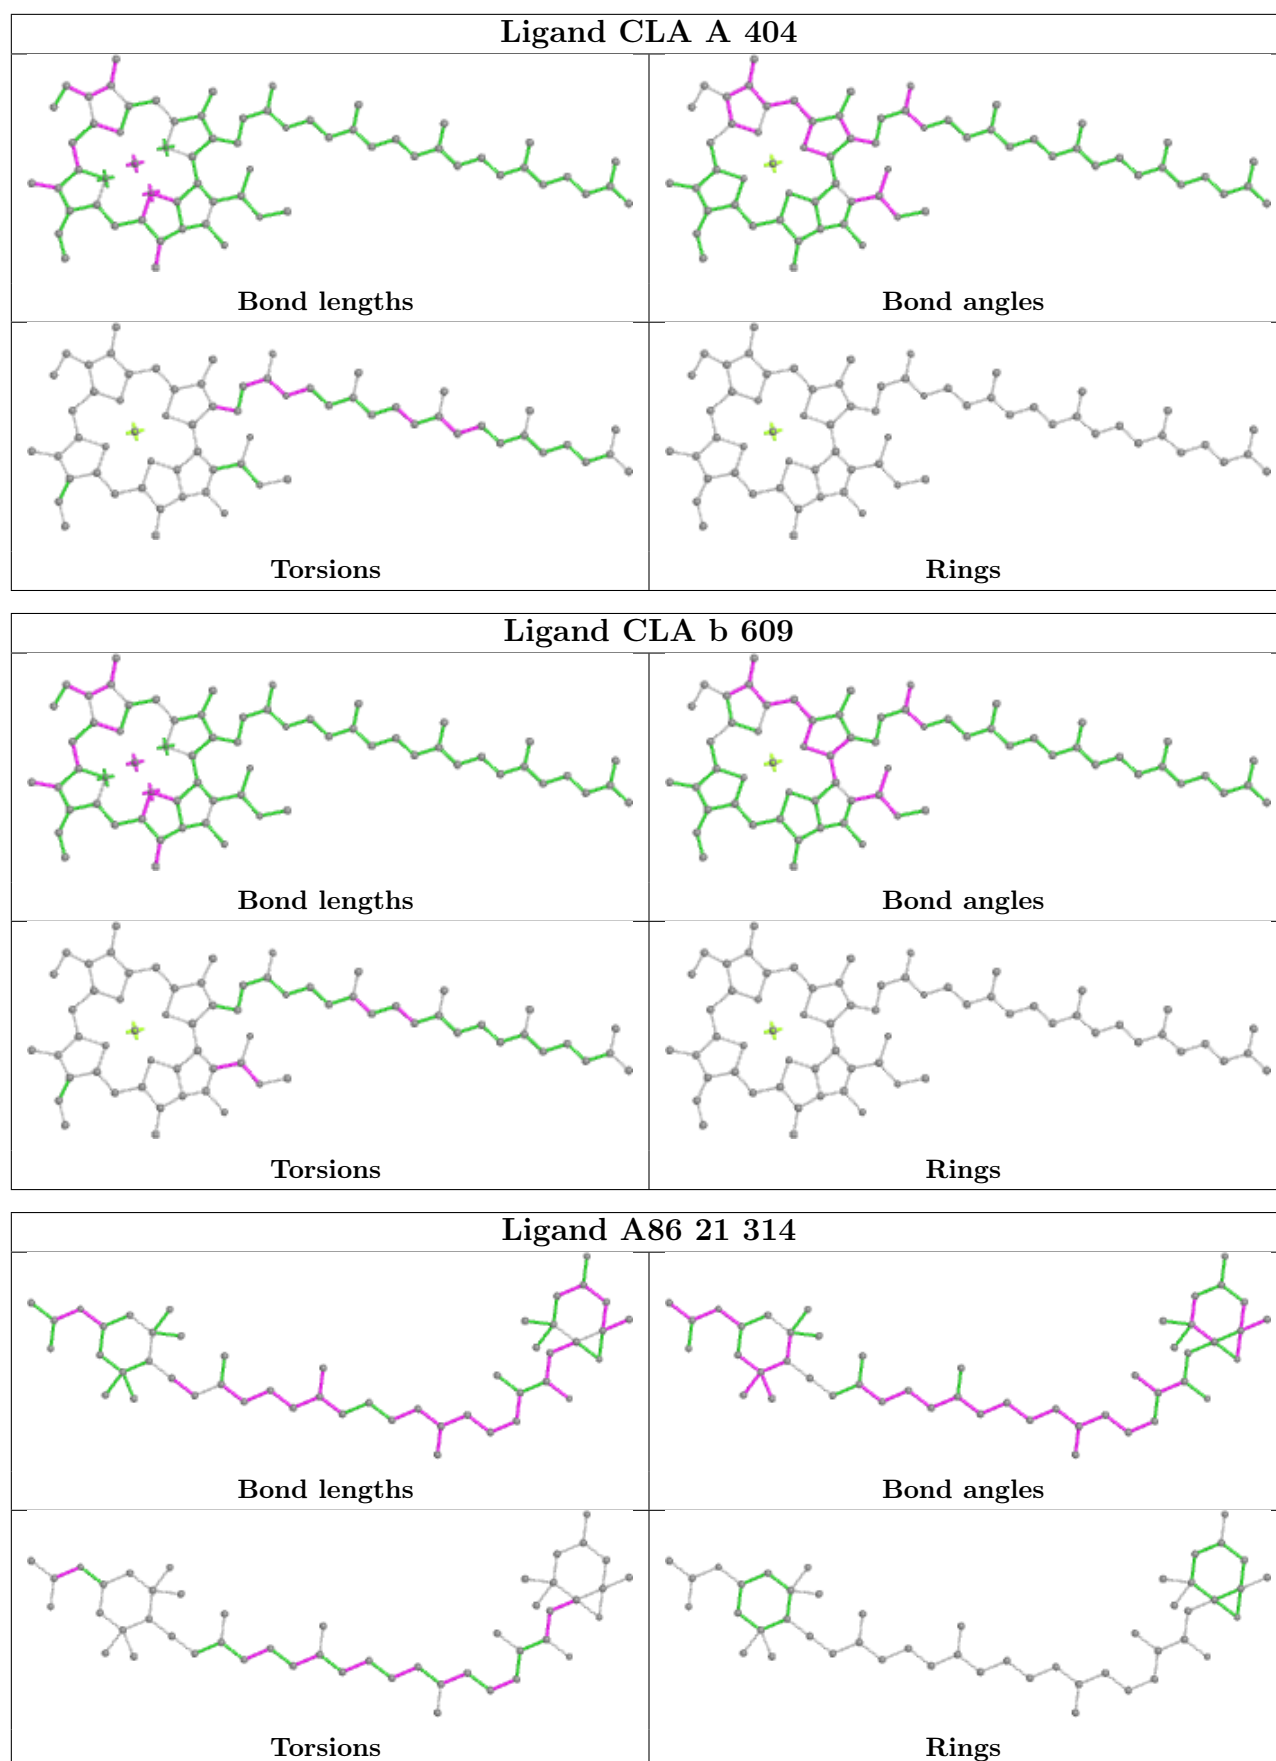 Ligand CLA A 404
Bond lengths
Bond angles
Torsions
Rings
Ligand CLA b 609
Bond lengths
Bond angles
Torsions
Rings
Ligand A86 21 314
Bond lengths
Bond angles
Torsions
Rings